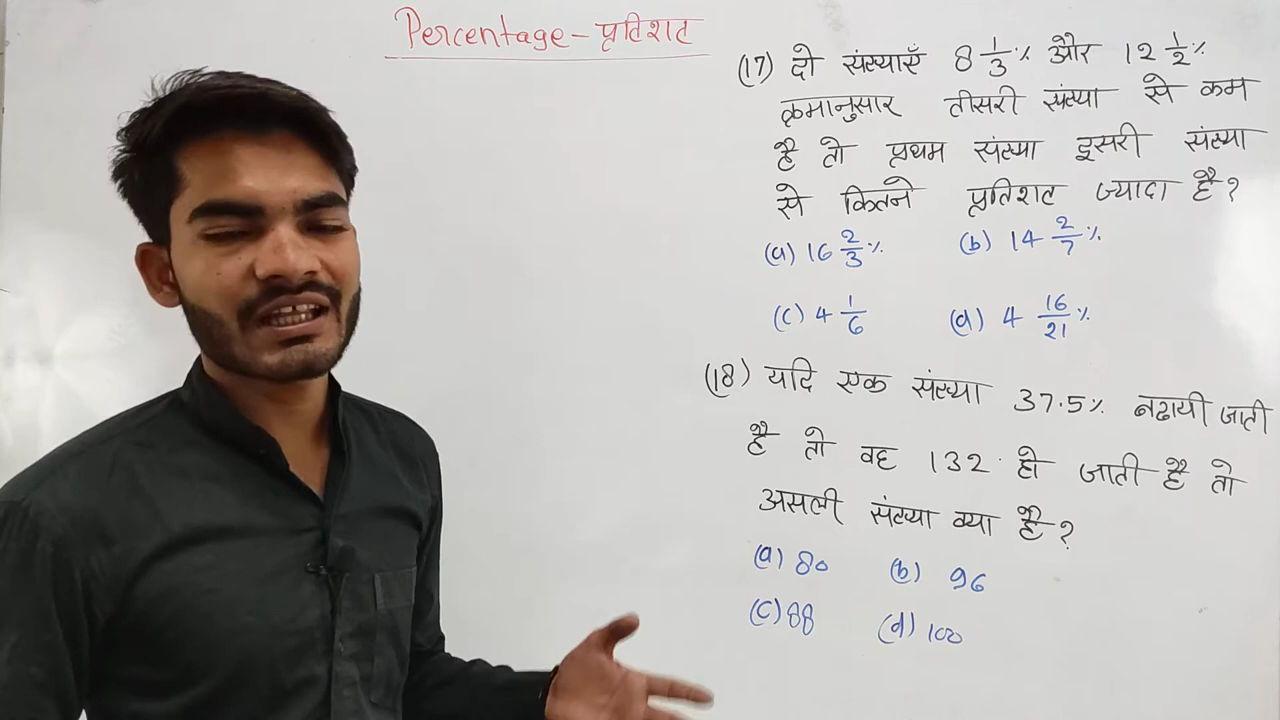 Percentage - प्रतिशत
(17) दो संख्याएँ 8 1/3 % और 12 1/2 %
क्रमानुसार तीसरी संख्या से कम
है तो प्रथम संख्या दूसरी संख्या
से कितने प्रतिशत ज्यादा है ?
(a) 16 2/3 % (b) 14 2/7 %
(c) 4 1/6 (d) 4 16/21 %
(18) यदि एक संख्या 37.5% बढायी जाती
है तो वह 132 हो जाती है तो
असली संख्या क्या है ?
(a) 80 (b) 96
(c) 88 (d) 100